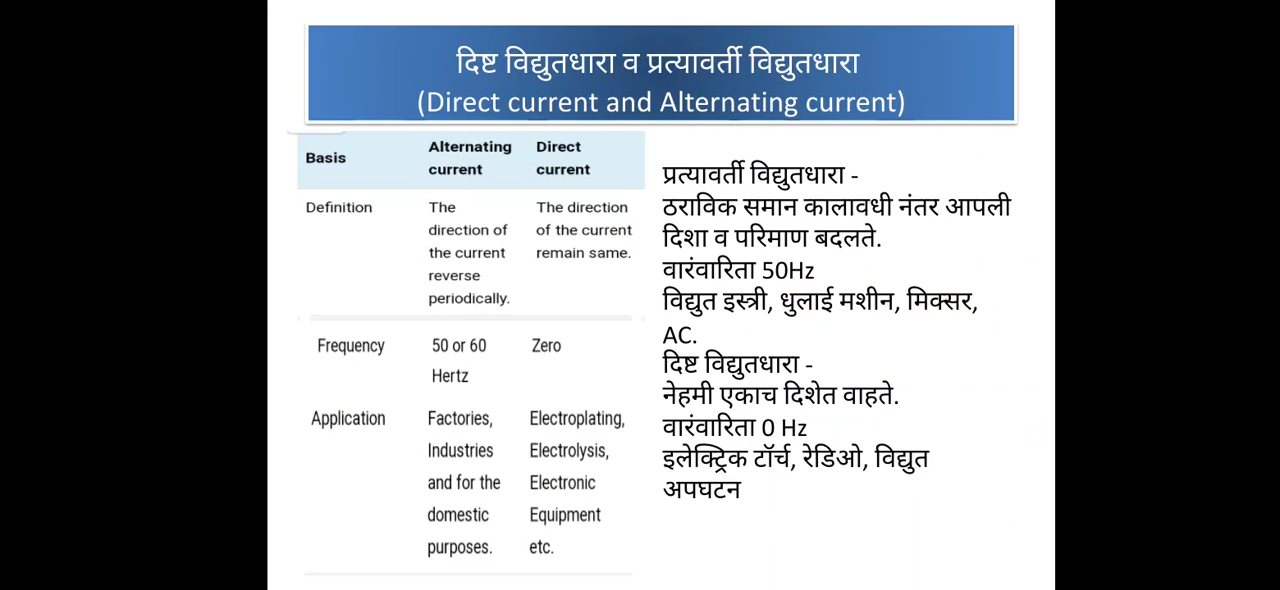 दिष्ट विद्युतधारा व प्रत्यावर्ती विद्युतधारा
(Direct current and Alternating current)
Basis Alternating current Direct current
Definition The direction of the current reverse periodically. The direction of the current remain same.
Frequency 50 or 60 Hertz Zero
Application Factories, Industries and for the domestic purposes. Electroplating, Electrolysis, Electronic Equipment etc.
प्रत्यावर्ती विद्युतधारा -
ठराविक समान कालावधी नंतर आपली
दिशा व परिमाण बदलते.
वारंवारिता 50Hz
विद्युत इस्त्री, धुलाई मशीन, मिक्सर,
AC.
दिष्ट विद्युतधारा -
नेहमी एकाच दिशेत वाहते.
वारंवारिता 0 Hz
इलेक्ट्रिक टॉर्च, रेडिओ, विद्युत
अपघटन